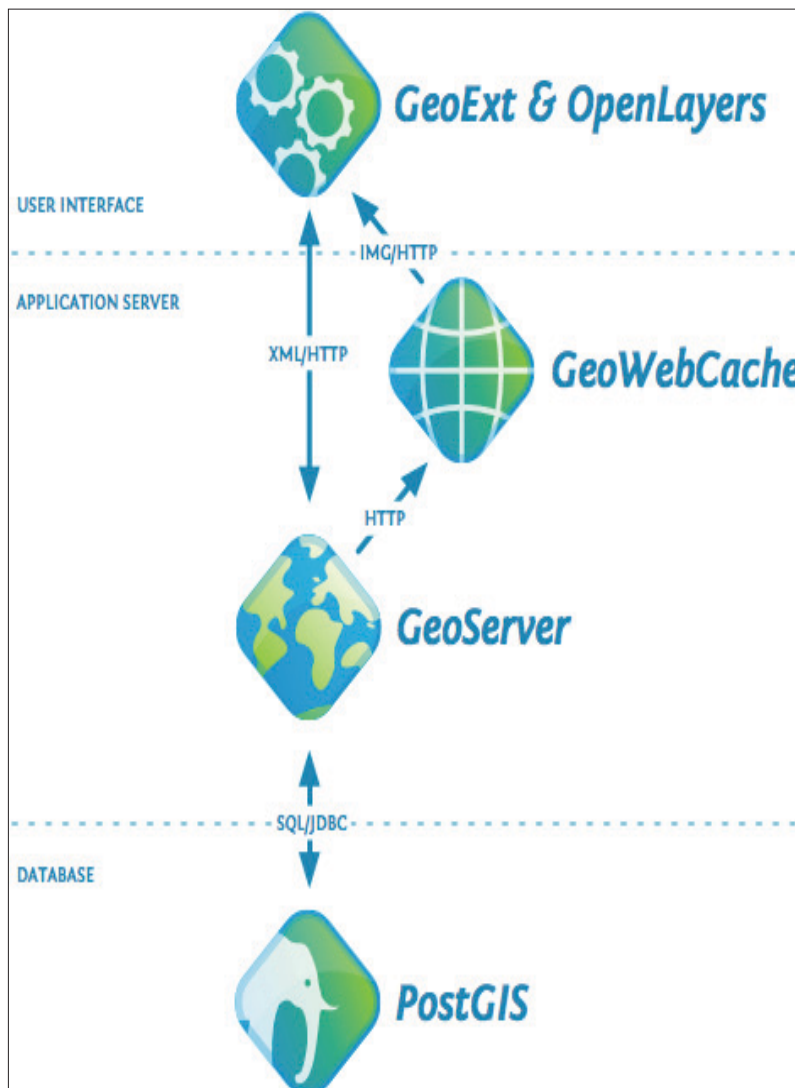 GeoExt & OpenLayers
USER INTERFACE
IMG/HTTP
APPLICATION SERVER
XML/HTTP
GeoWebCache
HTTP
GeoServer
SQL/JDBC
DATABASE
PostGIS